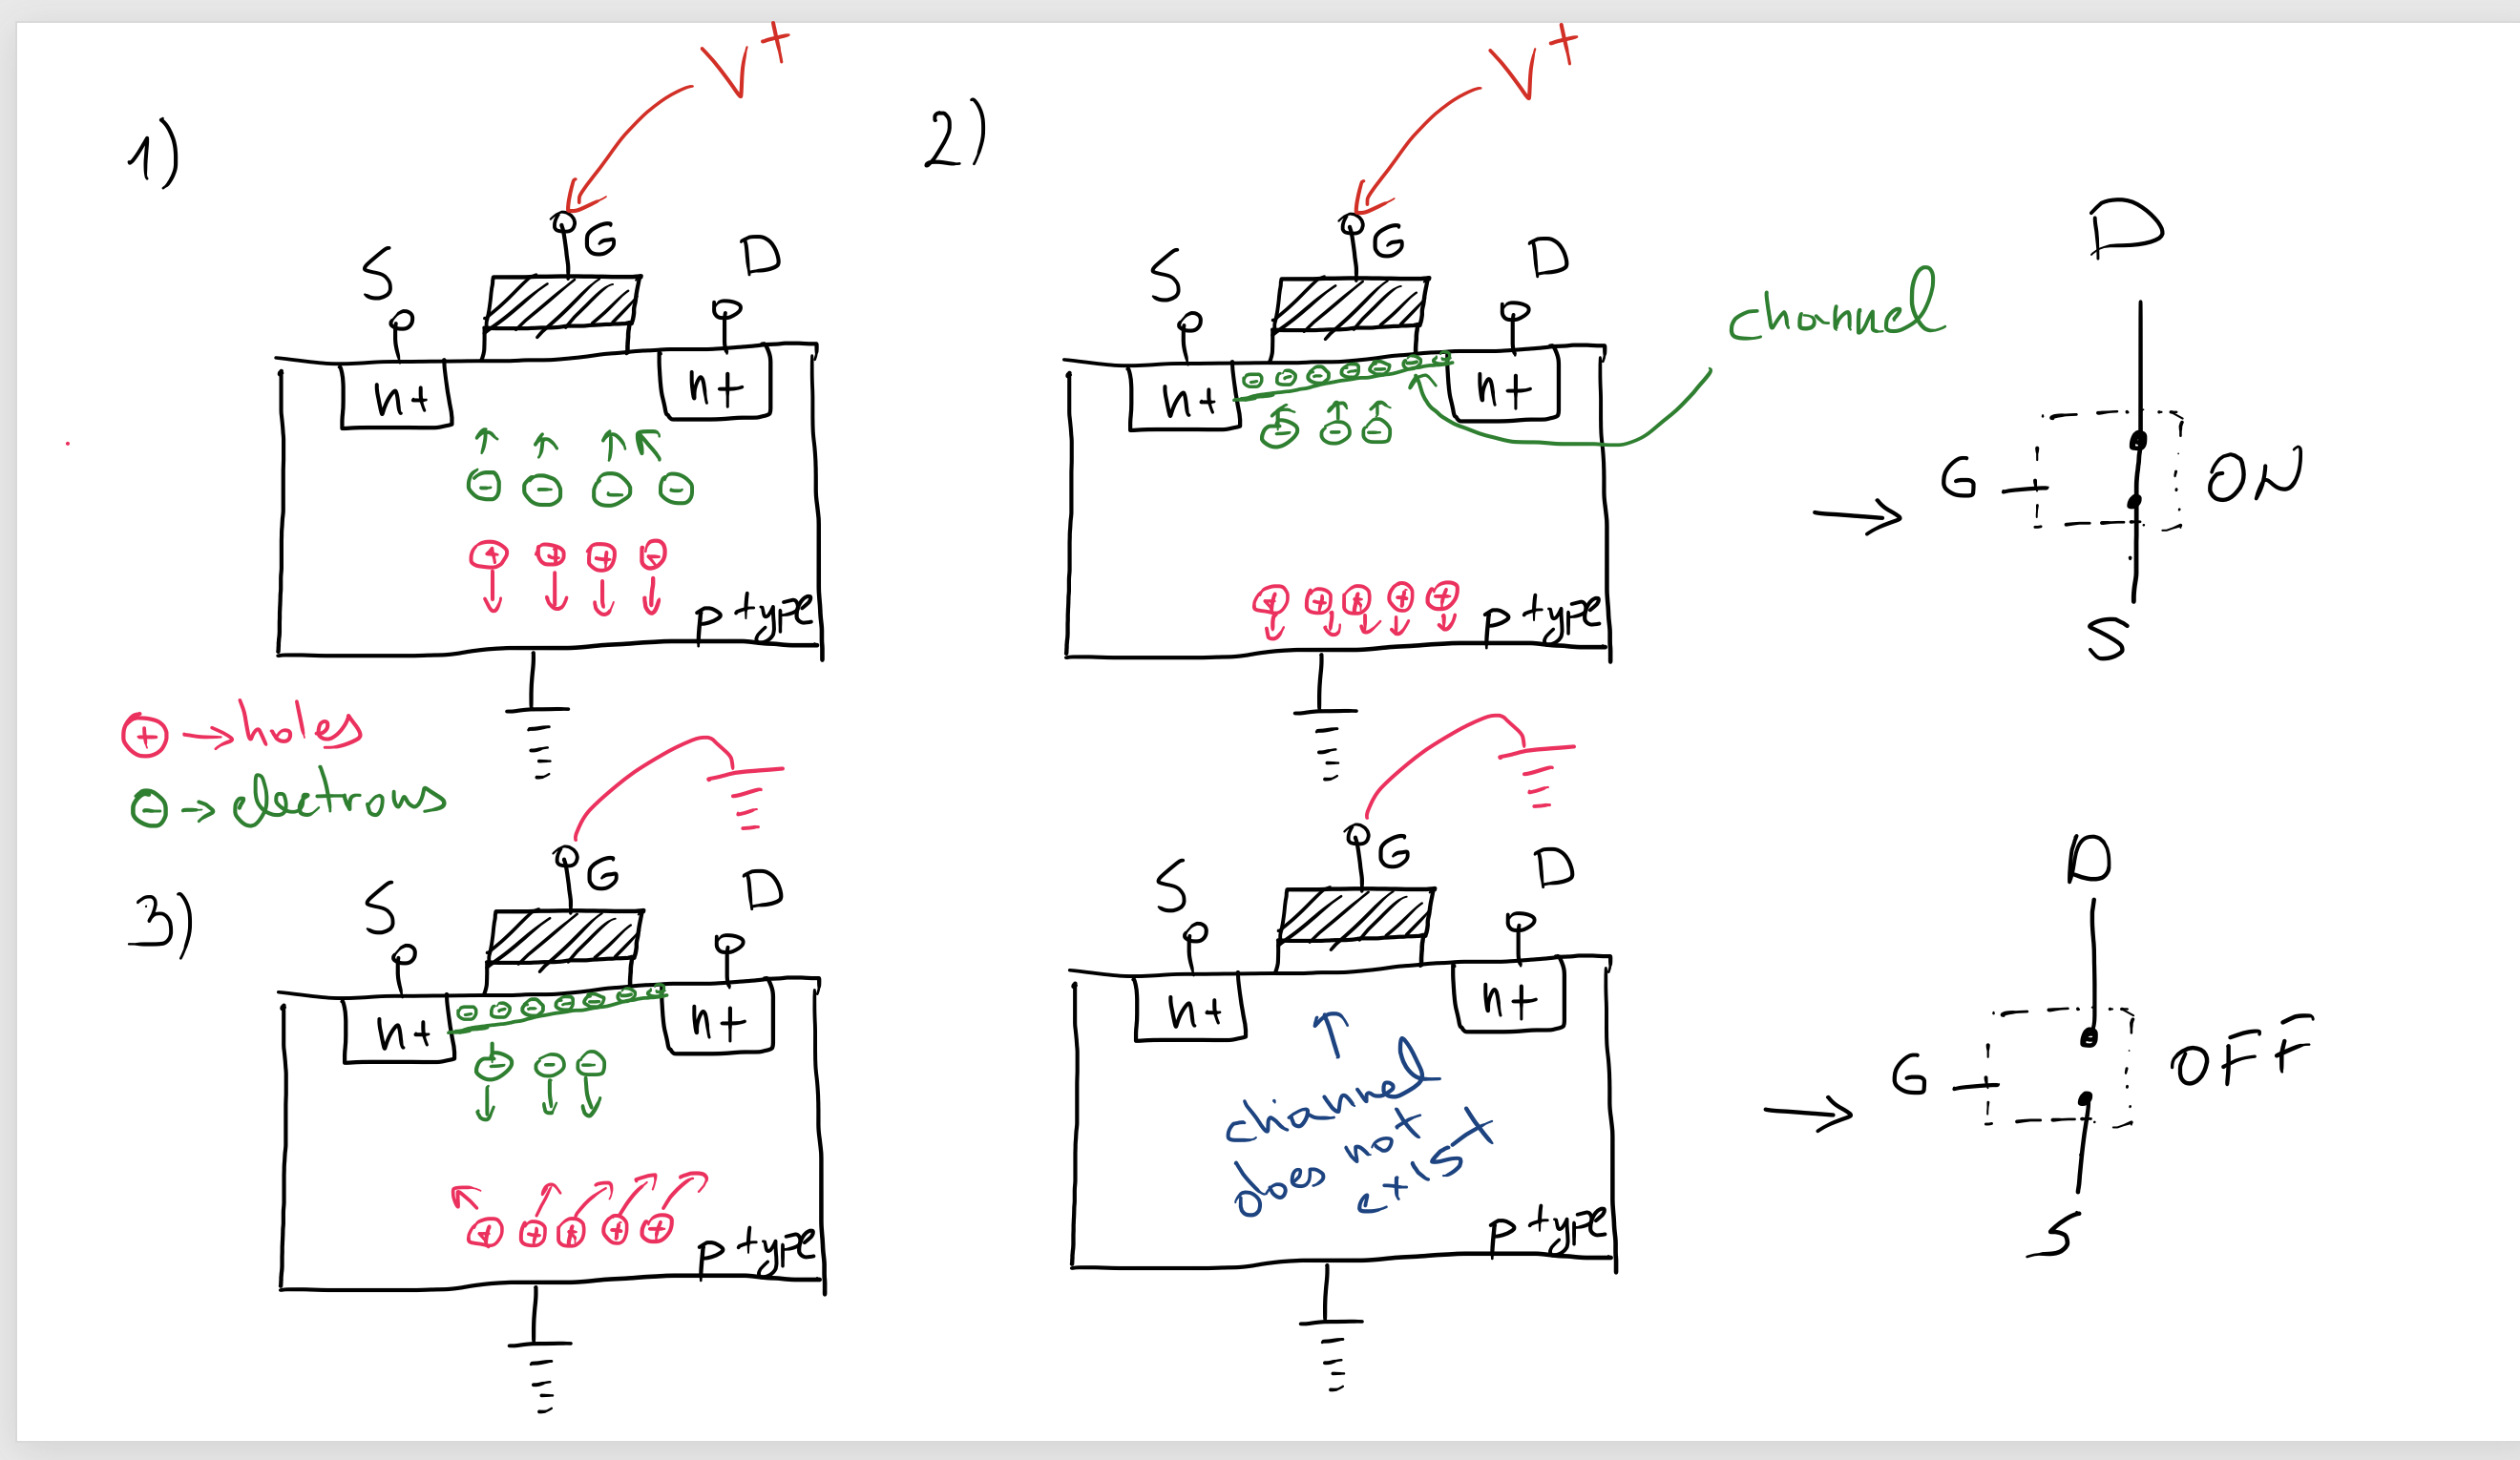 1)
V+
G
S
D
n+
n+
p type
2)
V+
G
S
D
n+
n+
p type
channel
D
G
ON
S
+ → holes
- → electrons
3)
G
S
D
n+
n+
p type
G
S
D
n+
n+
channel
does not
exist
p type
D
G
OFF
S